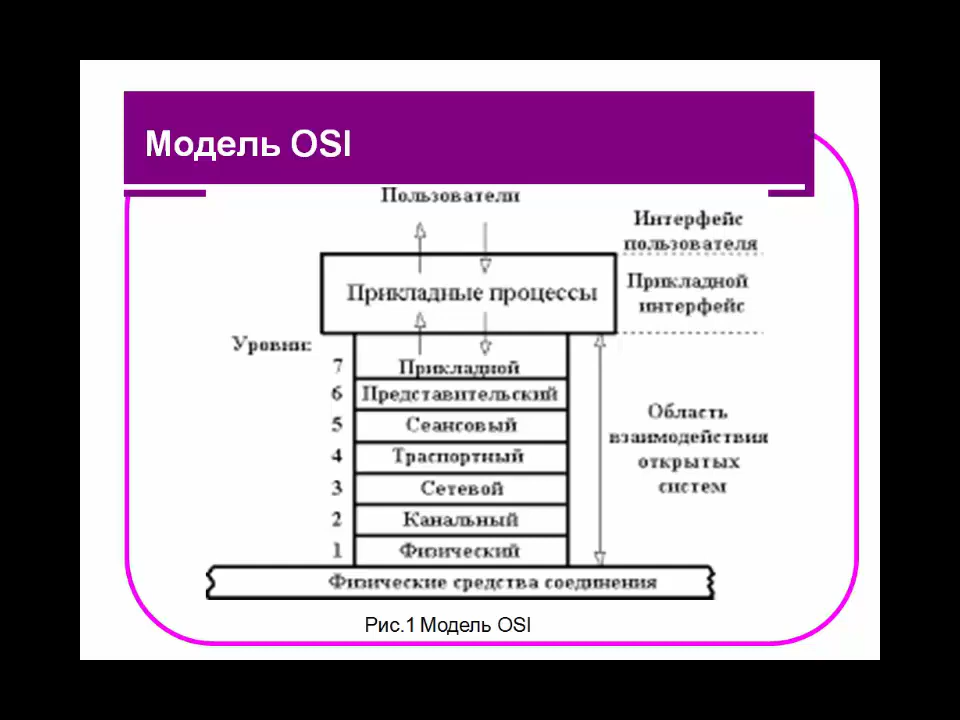 Модель OSI
Пользователи
Интерфейс
пользователя
Прикладные процессы
Прикладной
интерфейс
Уровни:
7 Прикладной
6 Представительский
5 Сеансовый
4 Траспортный
3 Сетевой
2 Канальный
1 Физический
Область
взаимодействия
открытых
систем
Физические средства соединения
Рис.1 Модель OSI